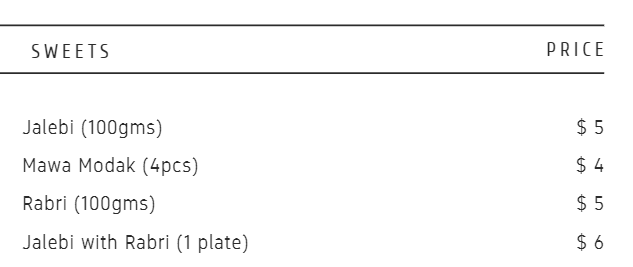 SWEETS PRICE
Jalebi (100gms) $ 5
Mawa Modak (4pcs) $ 4
Rabri (100gms) $ 5
Jalebi with Rabri (1 plate) $ 6